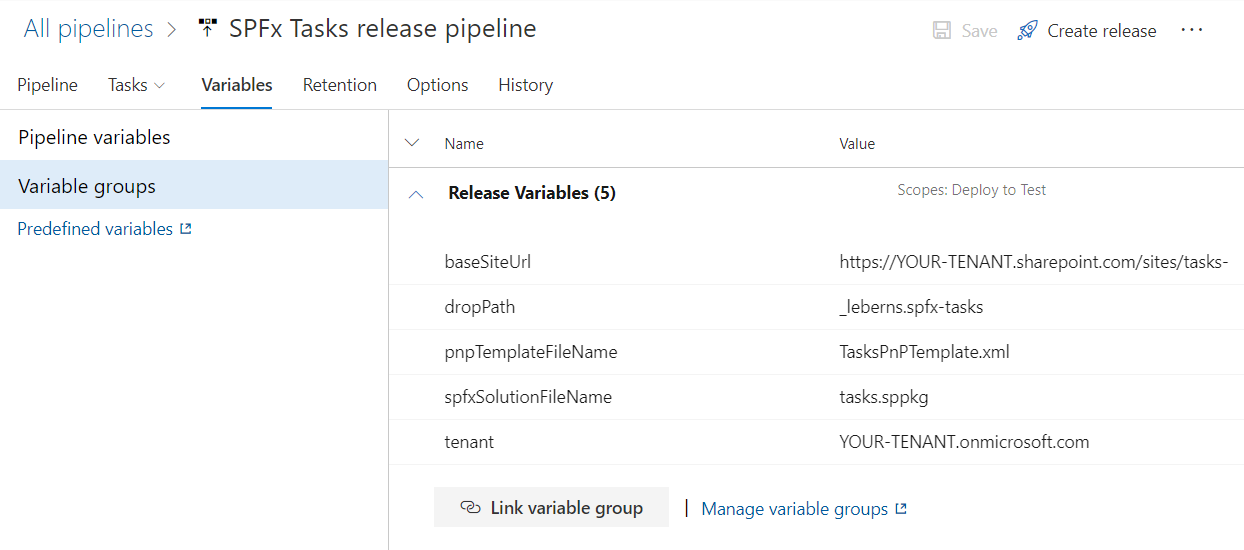 All pipelines > SPFx Tasks release pipeline Save Create release ...
Pipeline Tasks Variables Retention Options History
Pipeline variables
Name Value
Variable groups
Release Variables (5) Scopes: Deploy to Test
Predefined variables
baseSiteUrl https://YOUR-TENANT.sharepoint.com/sites/tasks-
dropPath _leberns.spfx-tasks
pnpTemplateFileName TasksPnPTemplate.xml
spfxSolutionFileName tasks.sppkg
tenant YOUR-TENANT.onmicrosoft.com
Link variable group | Manage variable groups